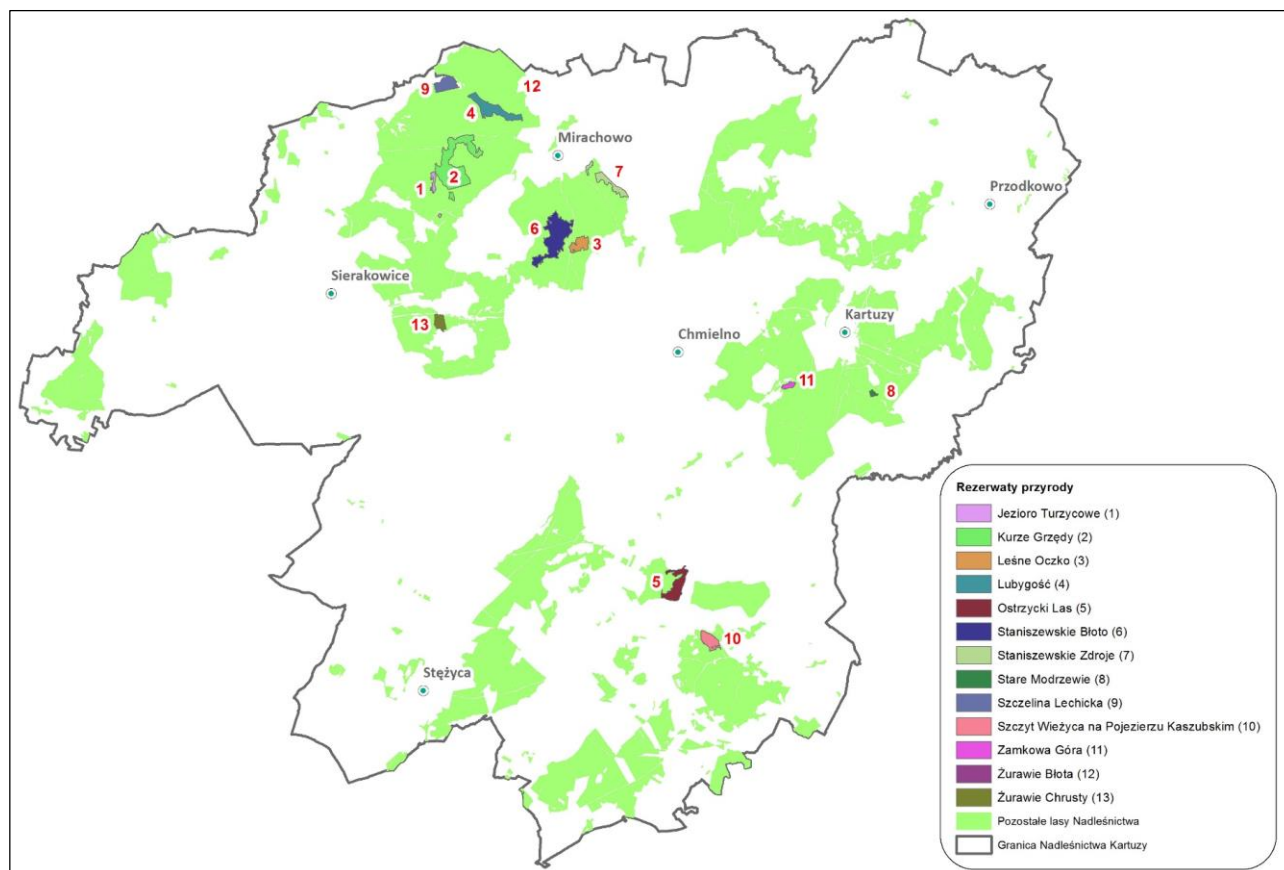 9
12
4
Mirachowo
7
1
2
Przodkowo
6
3
Sierakowice
13
Kartuzy
Chmielno
11
8
Rezerwaty przyrody
Jezioro Turzycowe (1)
Kurze Grzędy (2)
Leśne Oczko (3)
Lubygość (4)
Ostrzycki Las (5)
Staniszewskie Błoto (6)
Staniszewskie Zdroje (7)
Stare Modrzewie (8)
Szczelina Lechicka (9)
Szczyt Wieżyca na Pojezierzu Kaszubskim (10)
Zamkowa Góra (11)
Żurawie Błota (12)
Żurawie Chrusty (13)
Pozostałe lasy Nadleśnictwa
Granica Nadleśnictwa Kartuzy
5
10
Stężyca